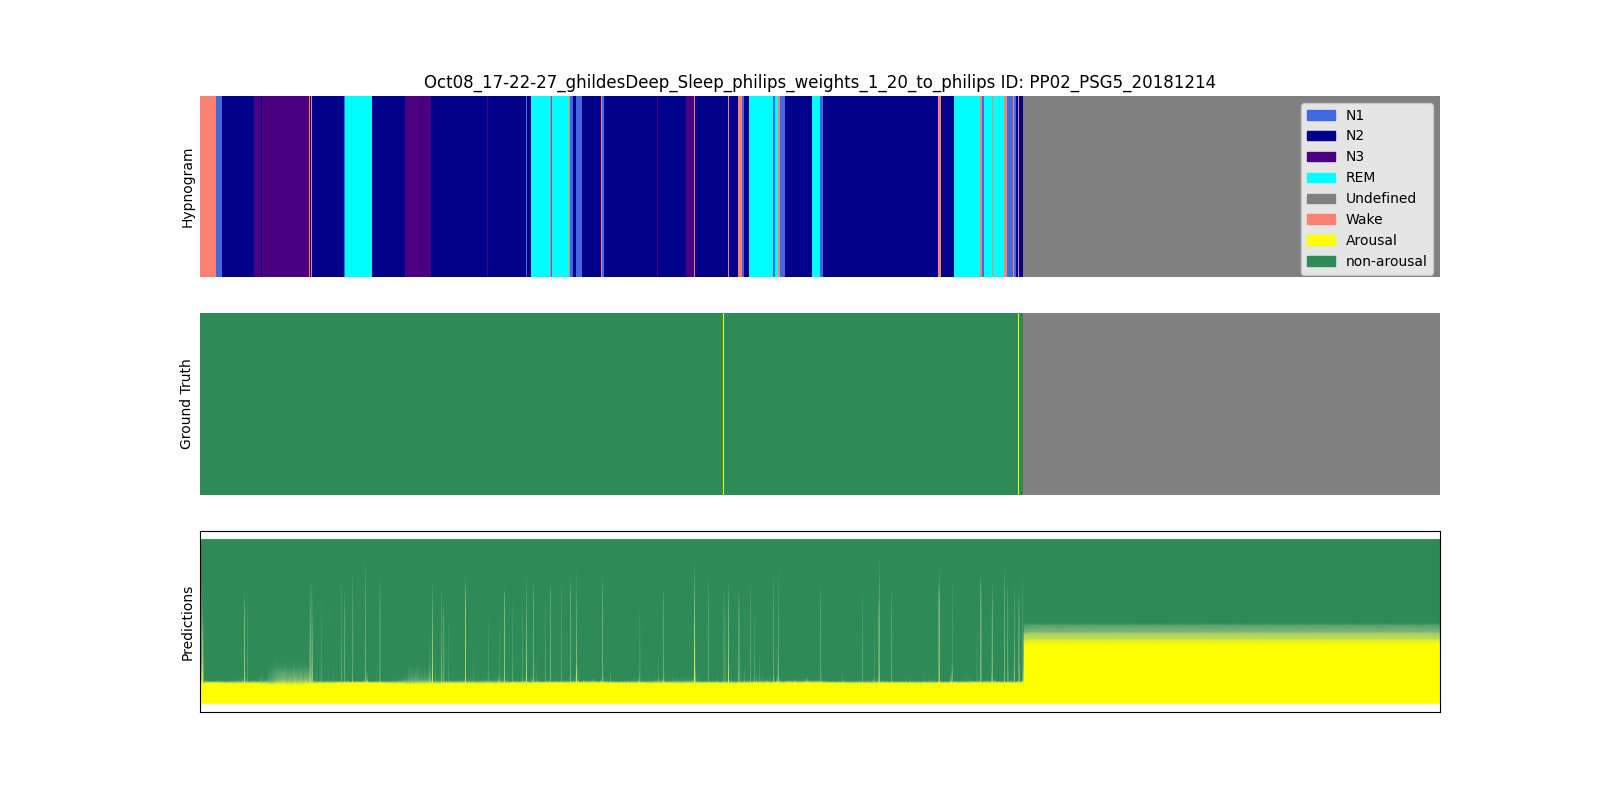 Oct08_17-22-27_ghildesDeep_Sleep_philips_weights_1_20_to_philips ID: PP02_PSG5_20181214
Hypnogram
N1
N2
N3
REM
Undefined
Wake
Arousal
non-arousal
Ground Truth
Predictions